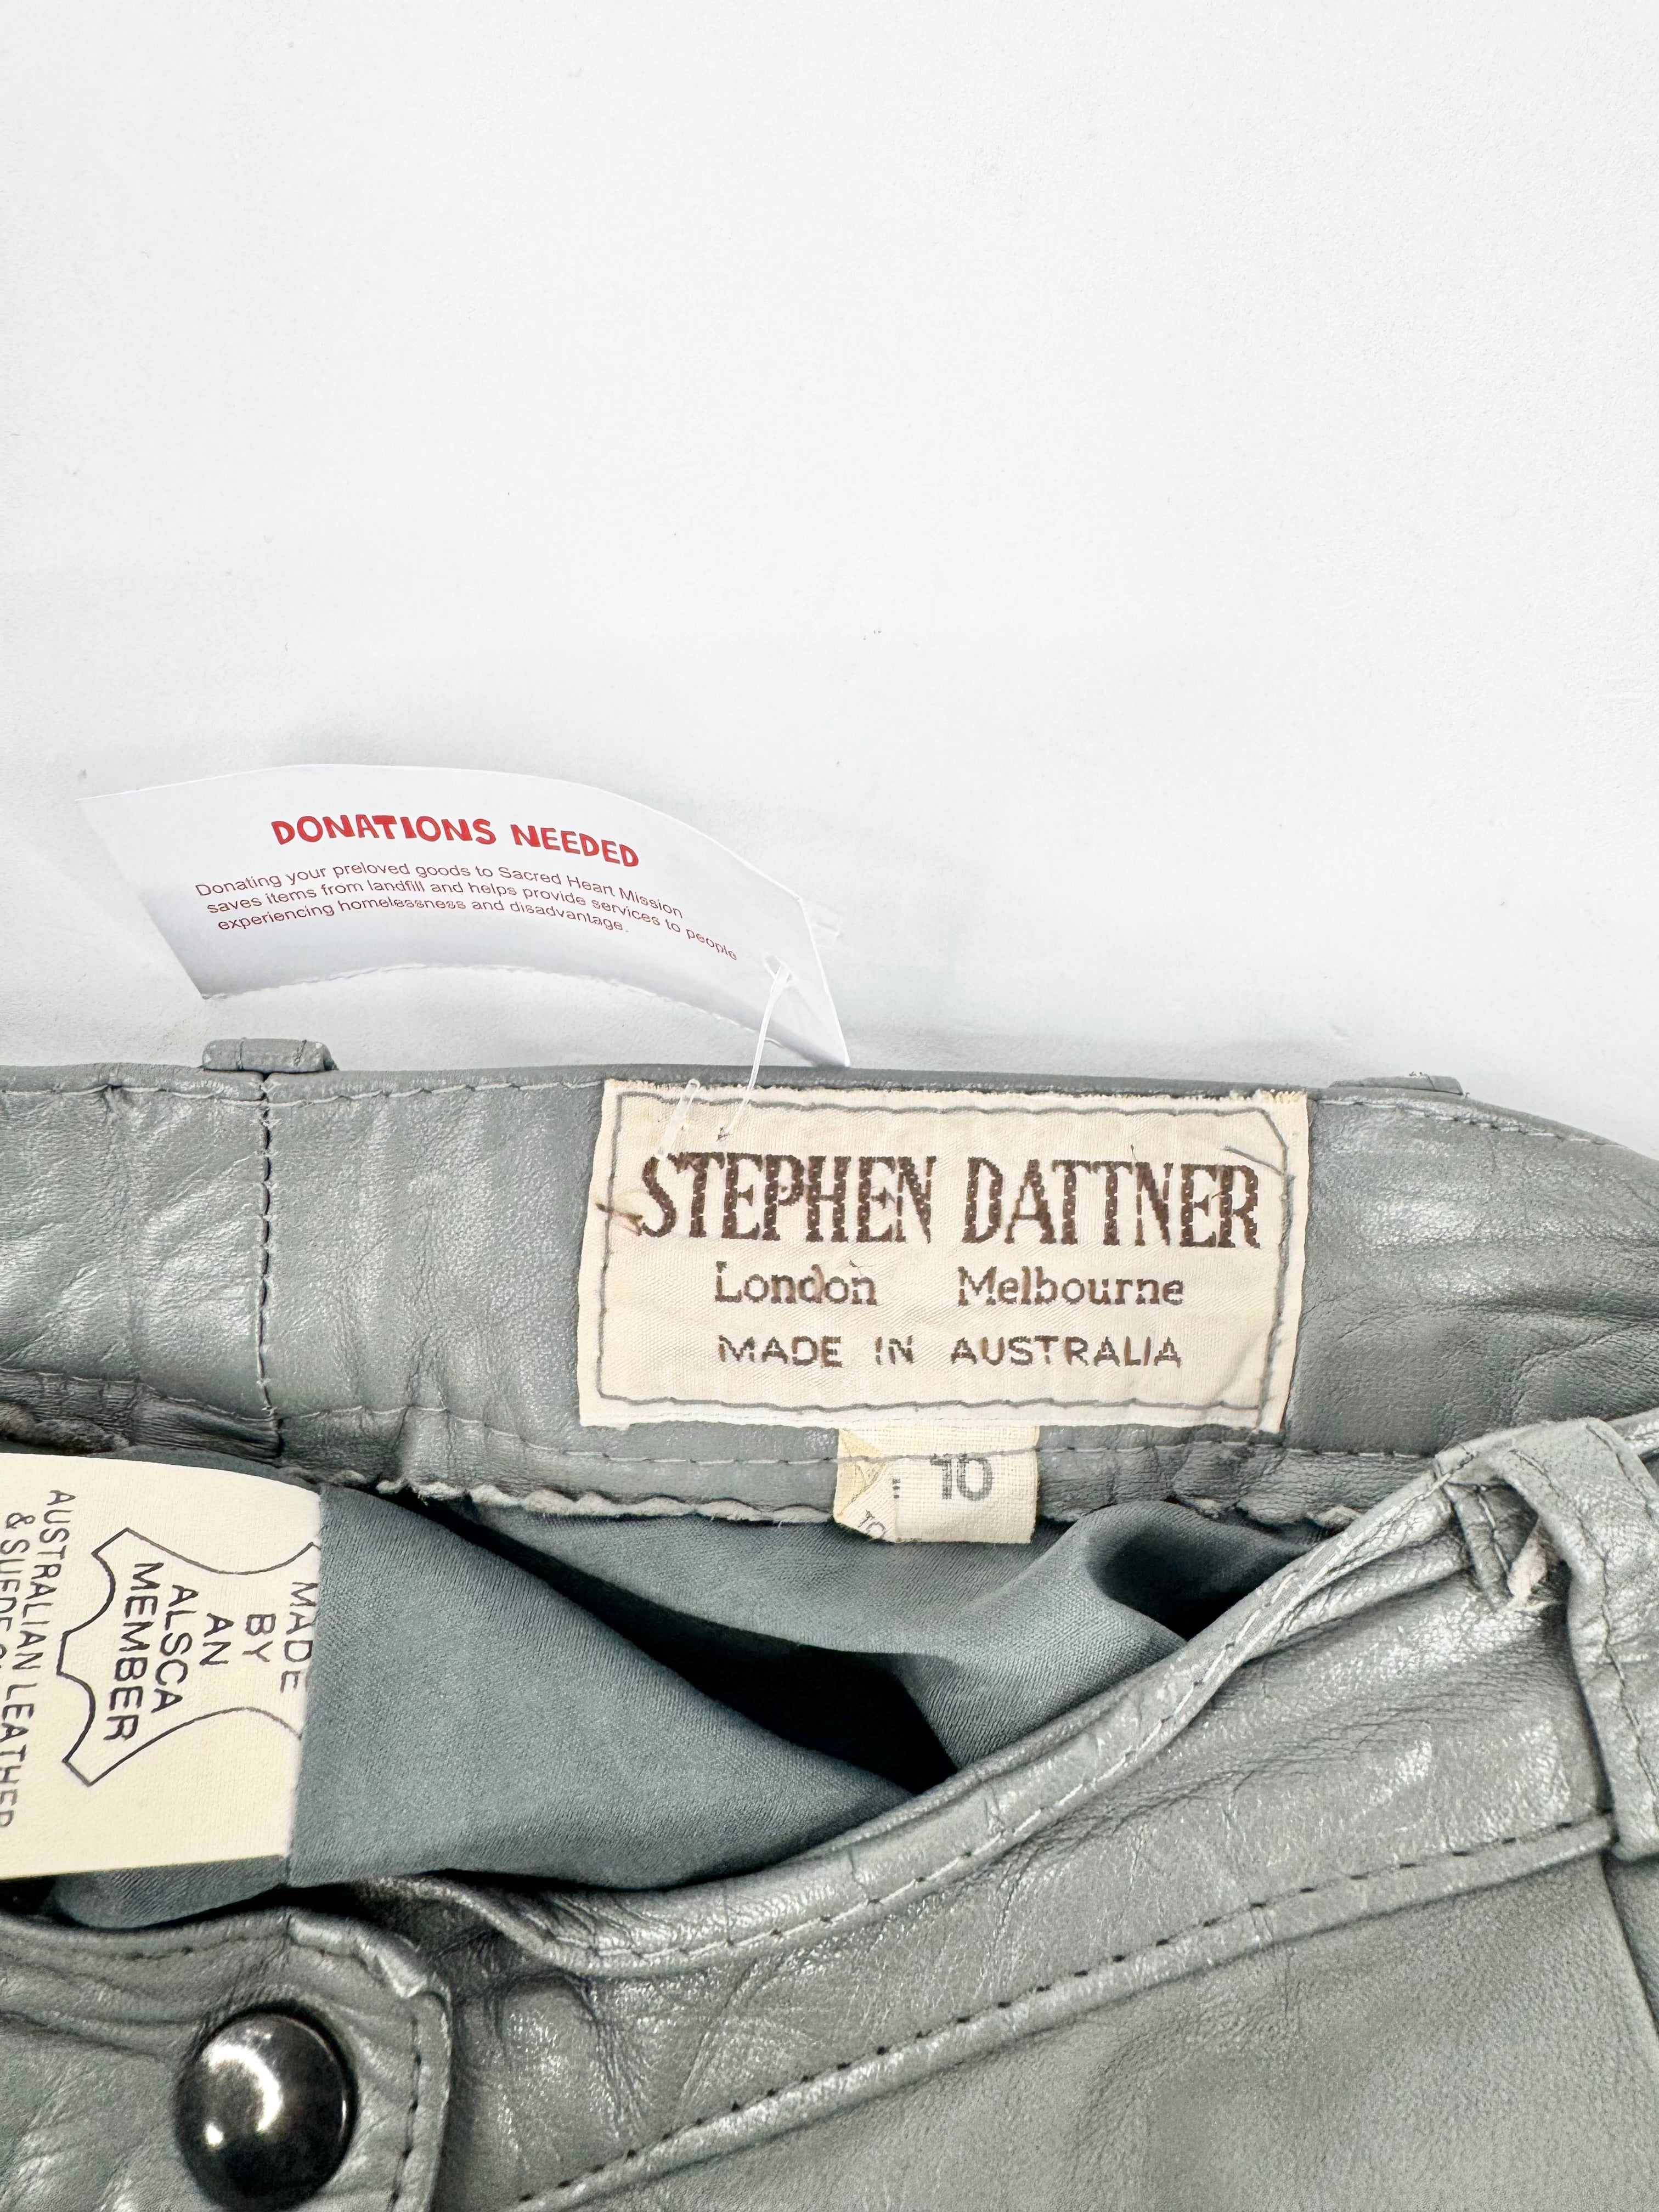 DONATIONS NEEDED
Donating your preloved goods to Sacred Heart Mission
saves items from landfill and helps provide services to people
experiencing homelessness and disadvantage.
STEPHEN DATTNER
London Melbourne
MADE IN AUSTRALIA
10
MADE
BY
AN
ALSCA
MEMBER
AUSTRALIAN LEATHER
& SUEDE